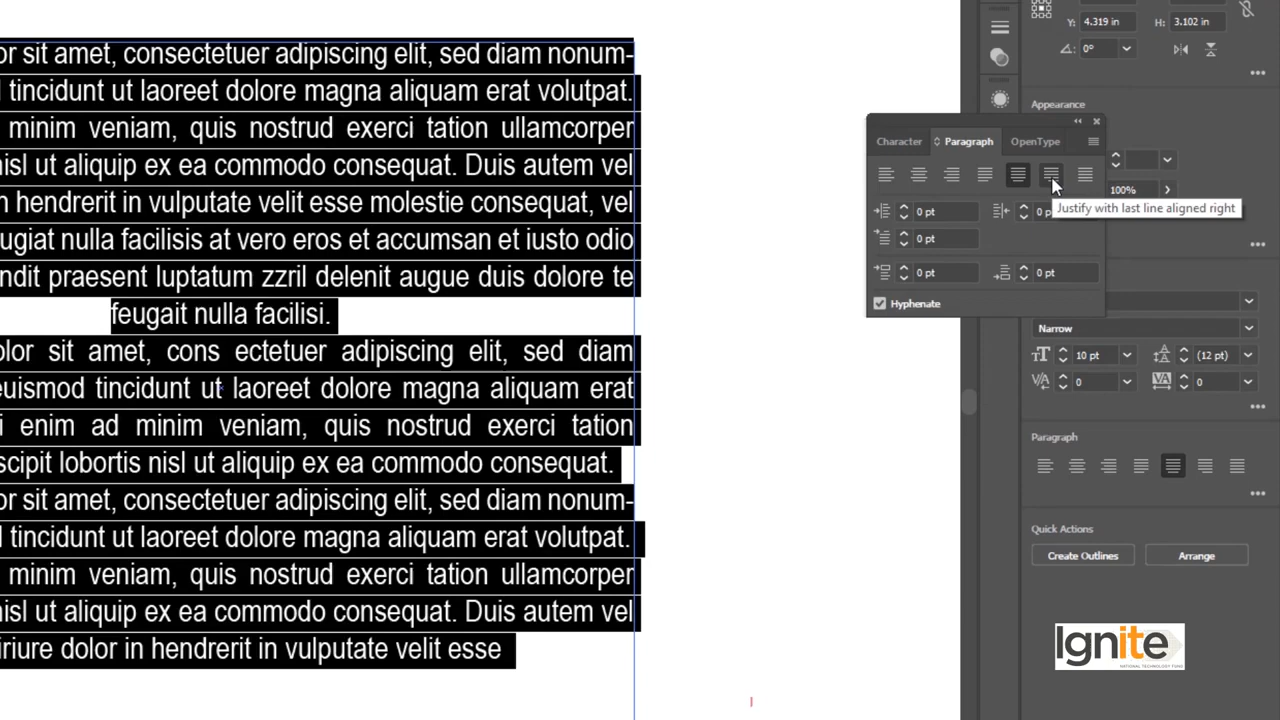 or sit amet, consectetuer adipiscing elit, sed diam nonum-
l tincidunt ut laoreet dolore magna aliquam erat volutpat.
minim veniam, quis nostrud exerci tation ullamcorper
nisl ut aliquip ex ea commodo consequat. Duis autem vel
n hendrerit in vulputate velit esse molestie consequat, vel
ugiat nulla facilisis at vero eros et accumsan et iusto odio
ndit praesent luptatum zzril delenit augue duis dolore te
feugait nulla facilisi.
olor sit amet, cons ectetuer adipiscing elit, sed diam
euismod tincidunt ut laoreet dolore magna aliquam erat
i enim ad minim veniam, quis nostrud exerci tation
scipit lobortis nisl ut aliquip ex ea commodo consequat.
or sit amet, consectetuer adipiscing elit, sed diam nonum-
l tincidunt ut laoreet dolore magna aliquam erat volutpat.
minim veniam, quis nostrud exerci tation ullamcorper
nisl ut aliquip ex ea commodo consequat. Duis autem vel
iriure dolor in hendrerit in vulputate velit esse
Y: 4.319 in H: 3.102 in
0°
Appearance
Character Paragraph OpenType
100%
Justify with last line aligned right
0 pt 0 p
0 pt
0 pt 0 pt
Hyphenate
Narrow
10 pt (12 pt)
0 0
Paragraph
Quick Actions
Create Outlines Arrange
Ignite
NATIONAL TECHNOLOGY FUND